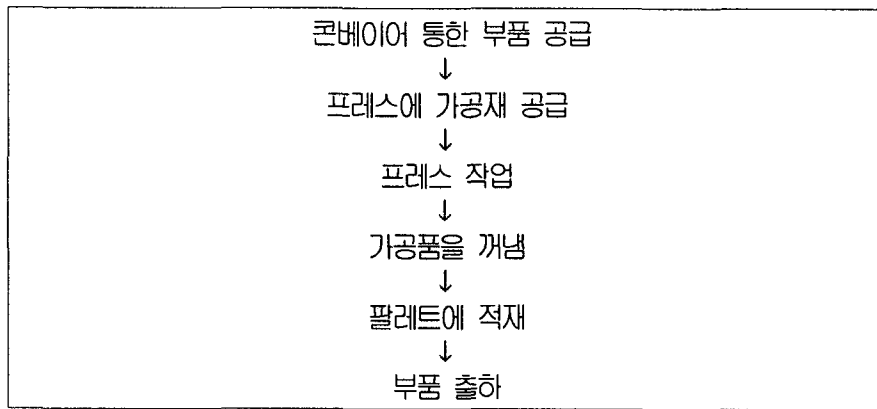 콘베이어 통한 부품 공급
↓
프레스에 가공재 공급
↓
프레스 작업
↓
가공품을 꺼냄
↓
팔레트에 적재
↓
부품 출하